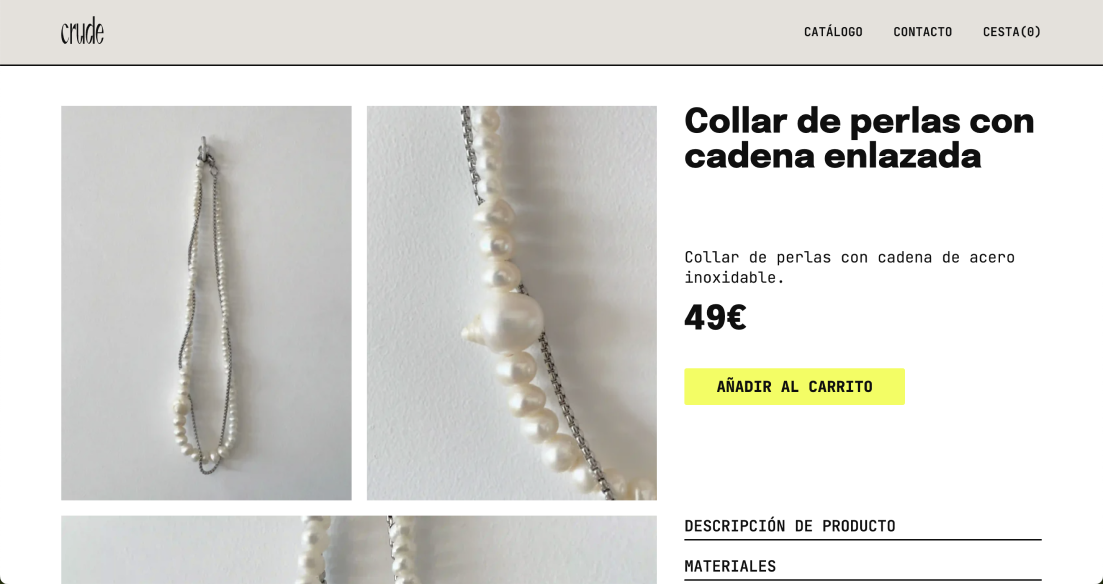 crude
CATÁLOGO CONTACTO CESTA(0)
Collar de perlas con
cadena enlazada
Collar de perlas con cadena de acero
inoxidable.
49€
AÑADIR AL CARRITO
DESCRIPCIÓN DE PRODUCTO
MATERIALES